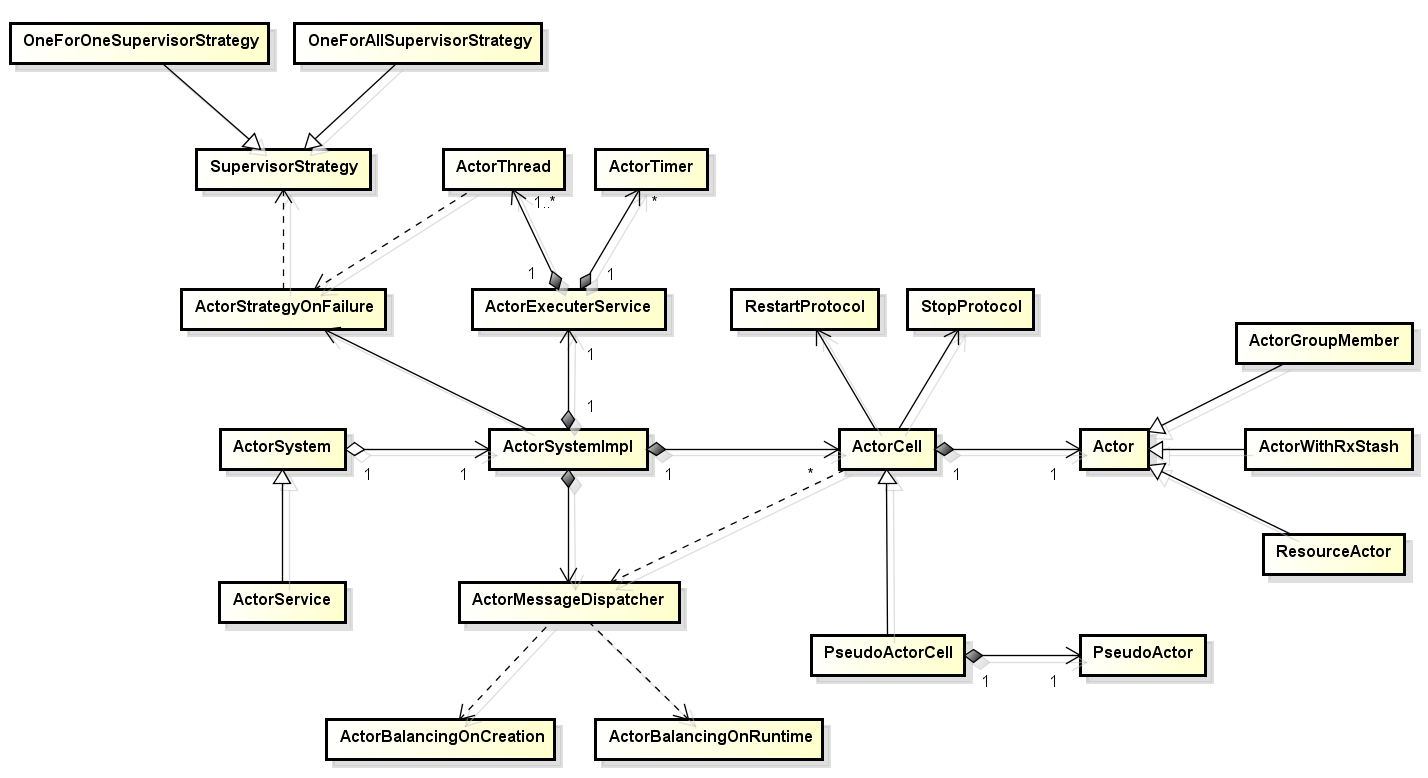 OneForOneSupervisorStrategy
OneForAllSupervisorStrategy
SupervisorStrategy
ActorThread
ActorTimer
1..*
*
1
1
ActorStrategyOnFailure
ActorExecuterService
RestartProtocol
StopProtocol
ActorGroupMember
1
1
ActorSystem
ActorSystemImpl
ActorCell
Actor
ActorWithRxStash
1
1
1
*
1
1
ResourceActor
ActorService
ActorMessageDispatcher
PseudoActorCell
PseudoActor
1
1
ActorBalancingOnCreation
ActorBalancingOnRuntime